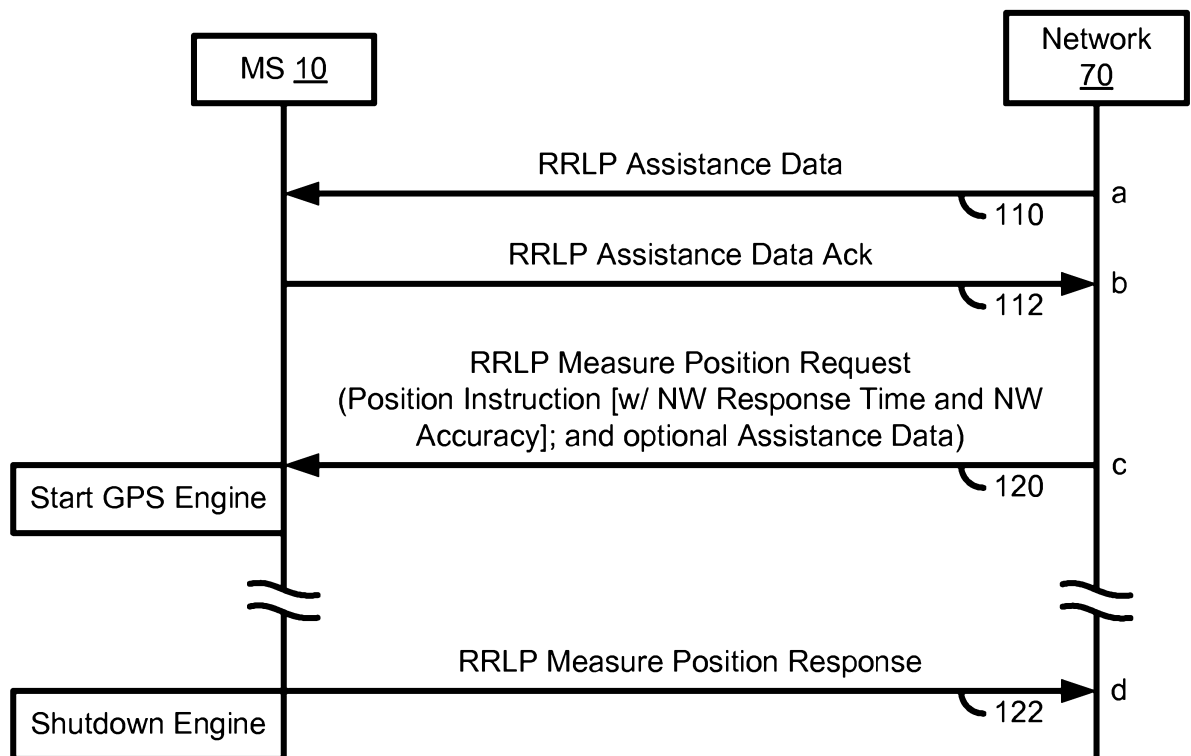 MS 10
Network
70
RRLP Assistance Data
a
110
RRLP Assistance Data Ack
b
112
RRLP Measure Position Request
(Position Instruction [w/ NW Response Time and NW
Accuracy]; and optional Assistance Data)
c
120
Start GPS Engine
RRLP Measure Position Response
d
122
Shutdown Engine